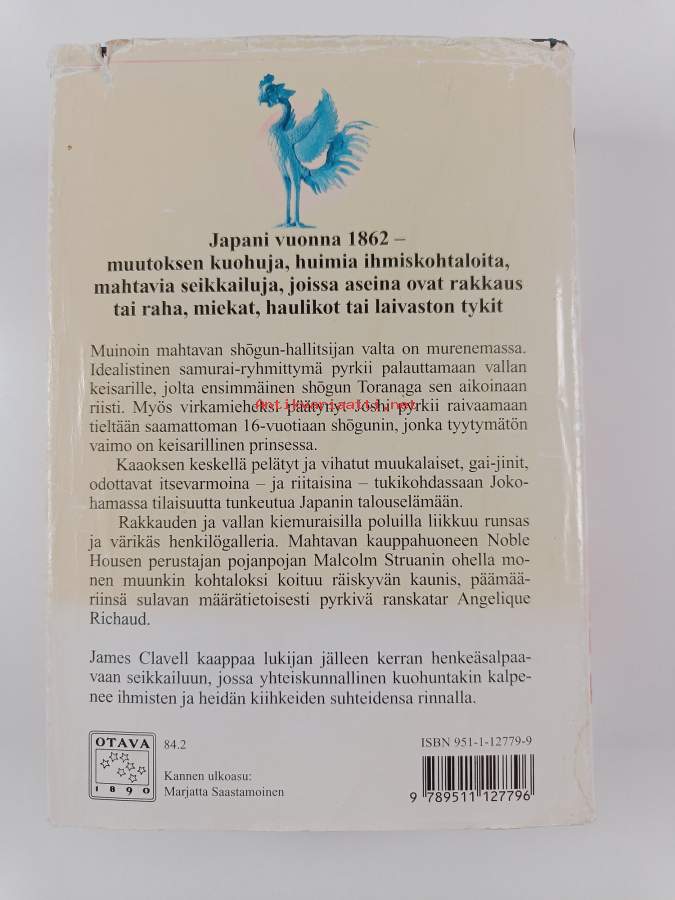 Japani vuonna 1862 –
muutoksen kuohuja, huimia ihmiskohtaloita,
mahtavia seikkailuja, joissa aseina ovat rakkaus
tai raha, miekat, haulikot tai laivaston tykit
Muinoin mahtavan shōgun-hallitsijan valta on murenemassa.
Idealistinen samurai-ryhmittymä pyrkii palauttamaan vallan
keisarille, jolta ensimmäinen shōgun Toranaga sen aikoinaan
riisti. Myös virkamieheksi päätynyt Yoshi pyrkii raivaamaan
Antikvariaatti.net
tieltään saamattoman 16-vuotiaan shōgunin, jonka tyytymätön
vaimo on keisarillinen prinsessa.
Kaaoksen keskellä pelätyt ja vihatut muukalaiset, gai-jinit,
odottavat itsevarmoina – ja riitaisina – tukikohdassaan Joko-
hamassa tilaisuutta tunkeutua Japanin talouselämään.
Rakkauden ja vallan kiemuraisilla poluilla liikkuu runsas
ja värikäs henkilögalleria. Mahtavan kauppahuoneen Noble
Housen perustajan pojanpojan Malcolm Struanin ohella mo-
nen muunkin kohtaloksi koituu räiskyvän kaunis, päämää-
riinsä sulavan määrätietoisesti pyrkivä ranskatar Angelique
Richaud.
James Clavell kaappaa lukijan jälleen kerran henkeäsalpaa-
vaan seikkailuun, jossa yhteiskunnallinen kuohuntakin kalpe-
nee ihmisten ja heidän kiihkeiden suhteidensa rinnalla.
OTAVA
1890
84.2
Kannen ulkoasu:
Marjatta Saastamoinen
ISBN 951-1-12779-9
9 789511 127796